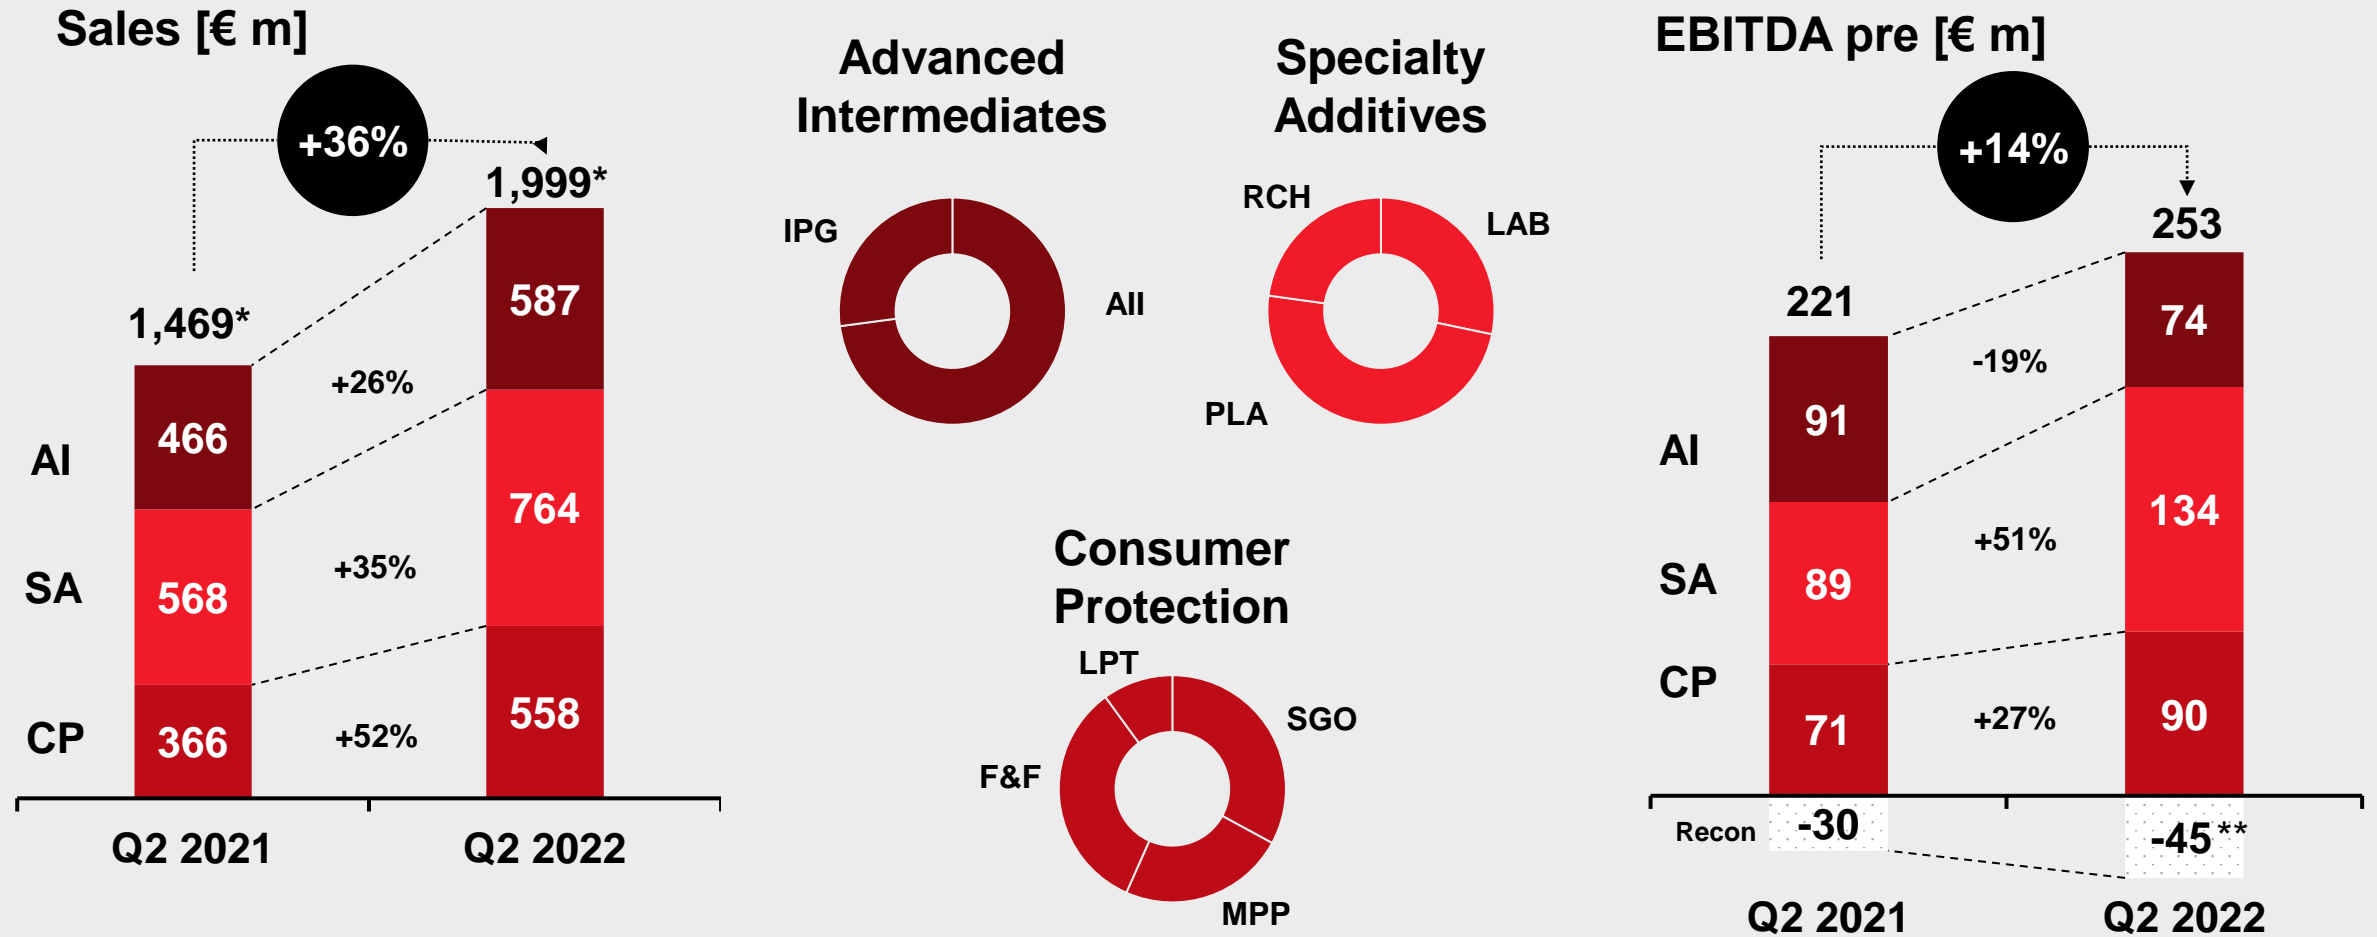 Sales [€ m]
+36%
1,469*
1,999*
AI
SA
CP
466
568
366
+26%
+35%
+52%
587
764
558
Q2 2021
Q2 2022
Advanced
Intermediates
IPG
AII
Specialty
Additives
RCH
LAB
PLA
Consumer
Protection
LPT
SGO
F&F
MPP
EBITDA pre [€ m]
+14%
221
253
AI
SA
CP
91
89
71
-19%
+51%
+27%
74
134
90
Recon
-30
-45**
Q2 2021
Q2 2022